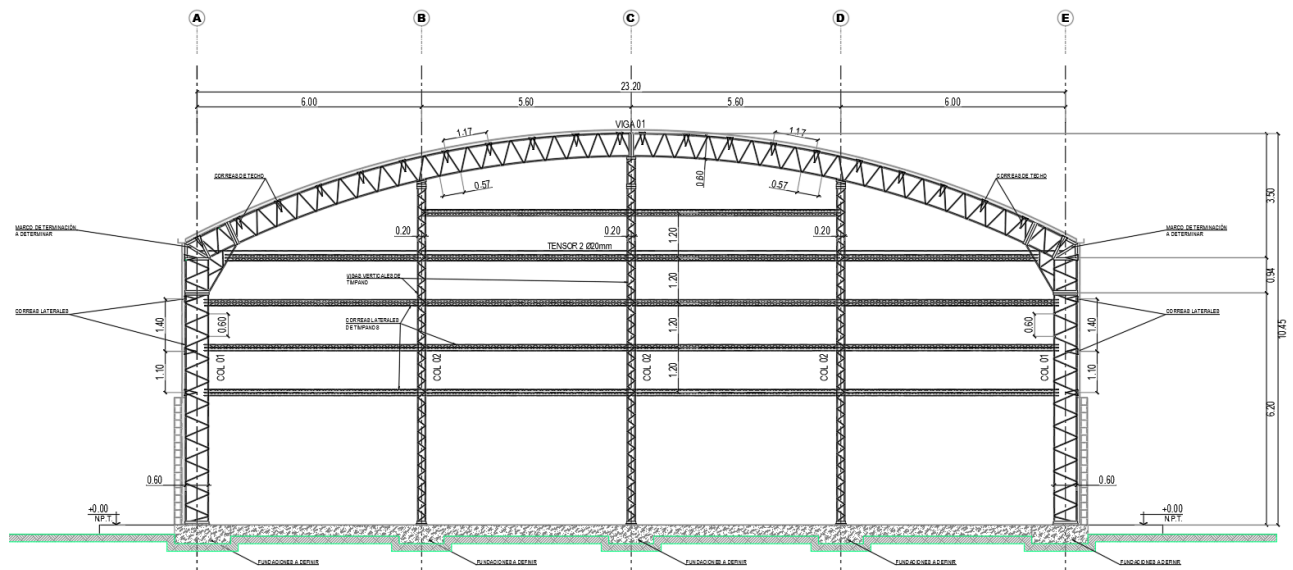 A
B
C
D
E
23.20
6.00
5.60
5.60
6.00
VIGA 01
1.17
1.17
0.57
0.57
0.60
CORREAS DE TECHO
CORREAS DE TECHO
3.50
MARCO DE TERMINACIÓN
A DETERMINAR
MARCO DE TERMINACIÓN
A DETERMINAR
0.20
0.20
0.20
1.20
TENSOR 2 Ø20mm
VIGAS VERTICALES DE
TÍMPANO
1.20
0.94
CORREAS LATERALES
CORREAS LATERALES
CORREAS LATERALES
DE TÍMPANOS
1.40
0.60
1.20
0.60
1.40
10.45
1.10
COL 01
COL 02
1.20
COL 02
COL 02
COL 01
1.10
6.20
0.60
0.60
+0.00
N.P.T.
+0.00
N.P.T.
FUNDACIONES A DEFINIR
FUNDACIONES A DEFINIR
FUNDACIONES A DEFINIR
FUNDACIONES A DEFINIR
FUNDACIONES A DEFINIR